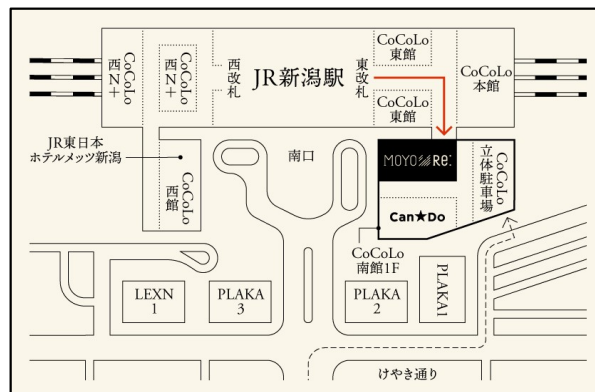 CoCoLo
西N+
CoCoLo
西N+
西改札
JR新潟駅
東改札
CoCoLo
東館
CoCoLo
東館
CoCoLo
本館
JR東日本
ホテルメッツ新潟
CoCoLo
西館
南口
MOYO Re:
CoCoLo
立体駐車場
Can★Do
CoCoLo
南館1F
LEXN
1
PLAKA
3
PLAKA
2
PLAKA1
けやき通り